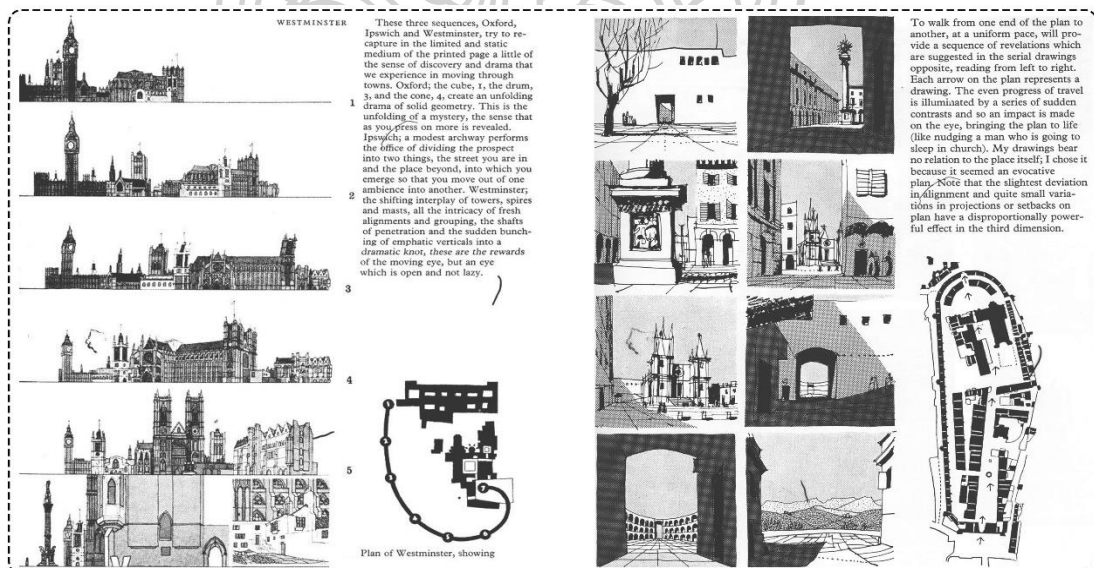 WESTMINSTER
These three sequences, Oxford,
Ipswich and Westminster, try to re-
capture in the limited and static
medium of the printed page a little of
the sense of discovery and drama that
we experience in moving through
towns. Oxford; the cube, 1, the drum,
3, and the cone, 4, create an unfolding
drama of solid geometry. This is the
unfolding of a mystery, the sense that
as you press on more is revealed.
Ipswich; a modest archway performs
the office of dividing the prospect
into two things, the street you are in
and the place beyond, into which you
emerge so that you move out of one
ambience into another. Westminster;
the shifting interplay of towers, spires
and masts, all the intricacy of fresh
alignments and grouping, the shafts
of penetration and the sudden bunch-
ing of emphatic verticals into a
dramatic knot, these are the rewards
of the moving eye, but an eye
which is open and not lazy.
1
2
3
4
5
Plan of Westminster, showing
To walk from one end of the plan to
another, at a uniform pace, will pro-
vide a sequence of revelations which
are suggested in the serial drawings
opposite, reading from left to right.
Each arrow on the plan represents a
drawing. The even progress of travel
is illuminated by a series of sudden
contrasts and so an impact is made
on the eye, bringing the plan to life
(like nudging a man who is going to
sleep in church). My drawings bear
no relation to the place itself; I chose it
because it seemed an evocative
plan. Note that the slightest deviation
in alignment and quite small varia-
tions in projections or setbacks on
plan have a disproportionally power-
ful effect in the third dimension.